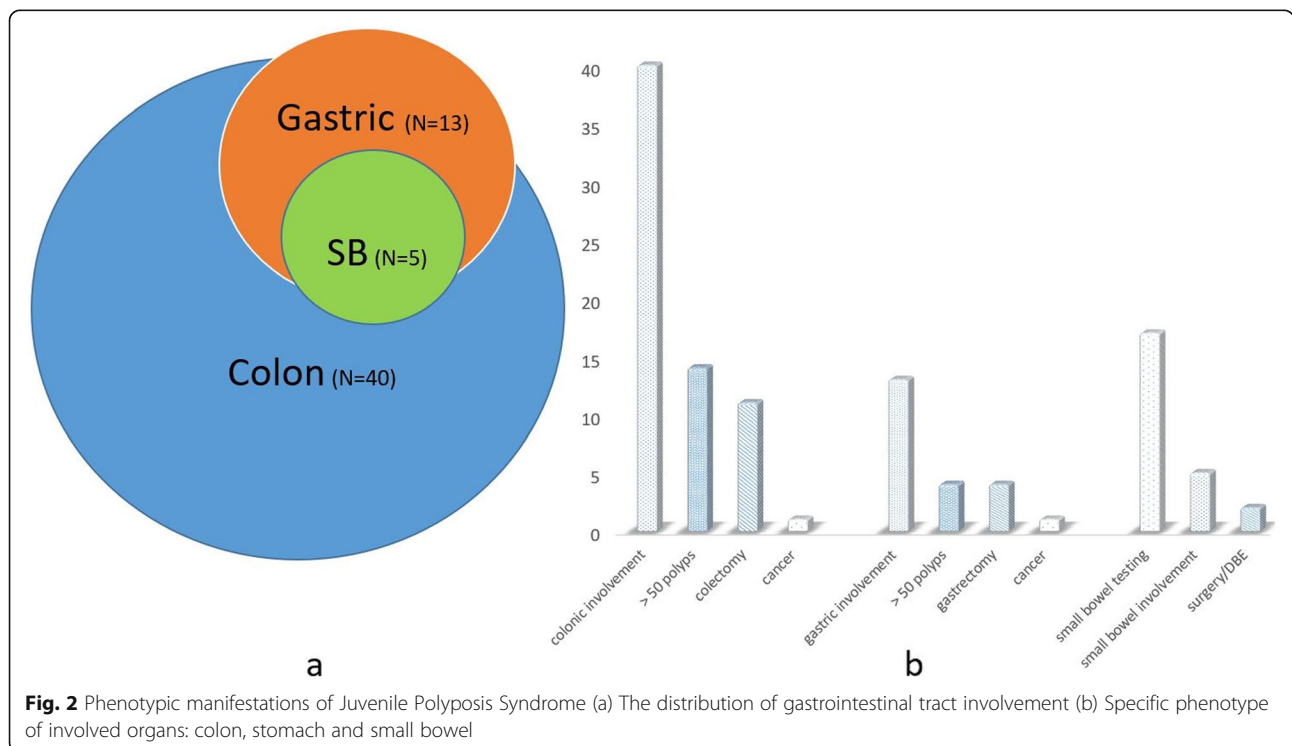 Gastric (N=13)
SB (N=5)
Colon (N=40)
a
40
35
30
25
20
15
10
5
0
colonic involvement
> 50 polyps
colectomy
cancer
gastric involvement
> 50 polyps
gastrectomy
cancer
small bowel testing
small bowel involvement
surgery/DBE
b
Fig. 2 Phenotypic manifestations of Juvenile Polyposis Syndrome (a) The distribution of gastrointestinal tract involvement (b) Specific phenotype
of involved organs: colon, stomach and small bowel